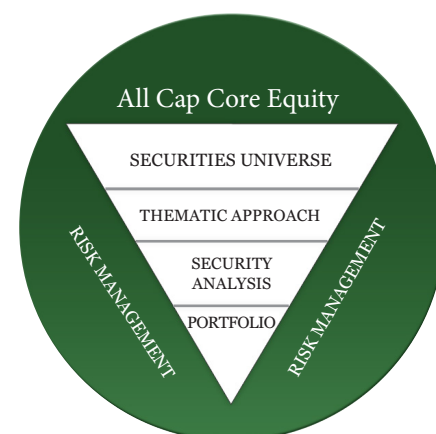 All Cap Core Equity
SECURITIES UNIVERSE
THEMATIC APPROACH
SECURITY
ANALYSIS
PORTFOLIO
RISK MANAGEMENT
RISK MANAGEMENT